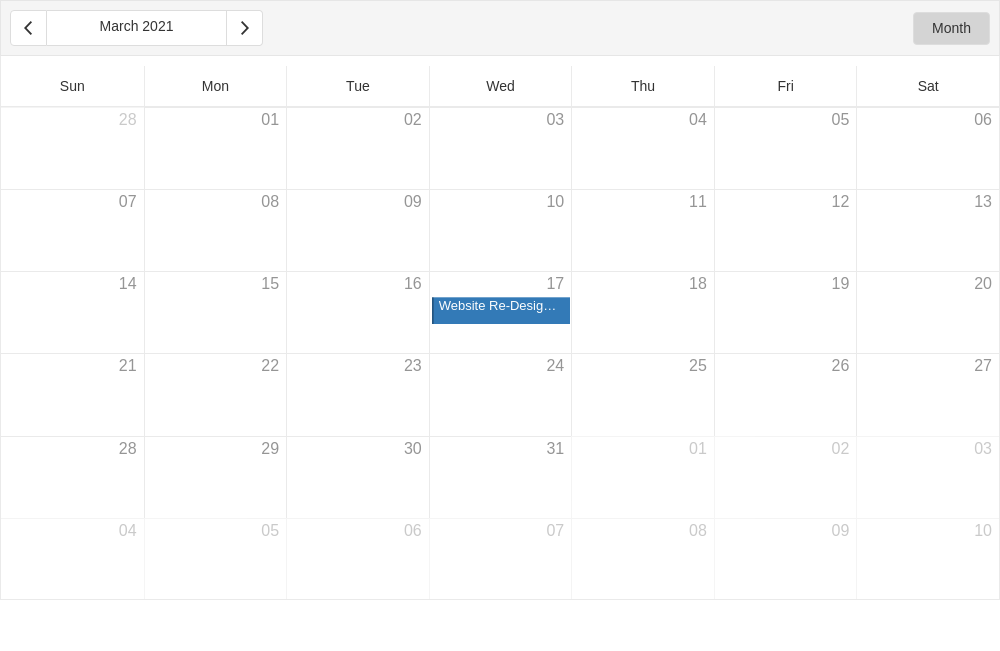 March 2021
Month
Sun Mon Tue Wed Thu Fri Sat
28 01 02 03 04 05 06
07 08 09 10 11 12 13
14 15 16 17 18 19 20
Website Re-Desig…
21 22 23 24 25 26 27
28 29 30 31 01 02 03
04 05 06 07 08 09 10